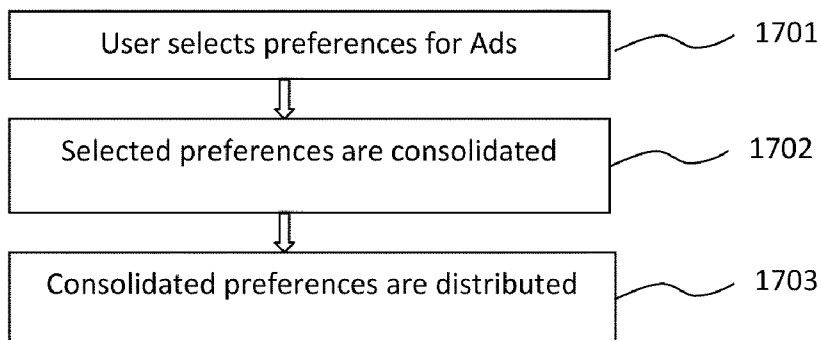 User selects preferences for Ads 1701
Selected preferences are consolidated 1702
Consolidated preferences are distributed 1703